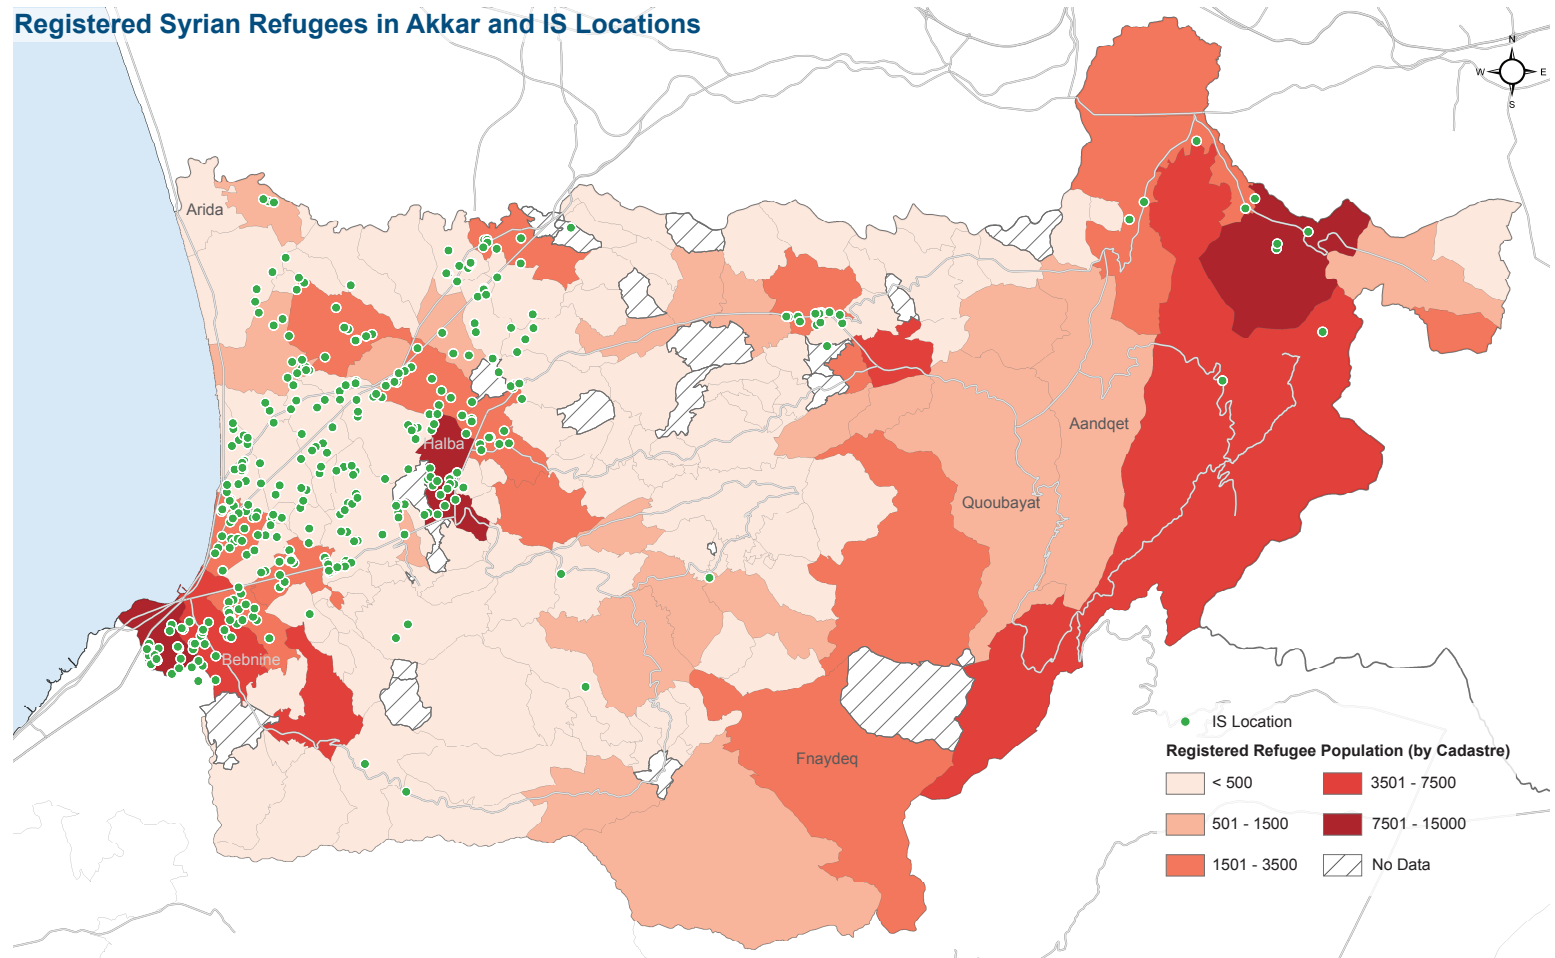 Registered Syrian Refugees in Akkar and IS Locations
N
W
E
S
Arida
Halba
Aandqet
Quoubayat
Bebnine
Fnaydeq
IS Location
Registered Refugee Population (by Cadastre)
< 500
3501 - 7500
501 - 1500
7501 - 15000
1501 - 3500
No Data